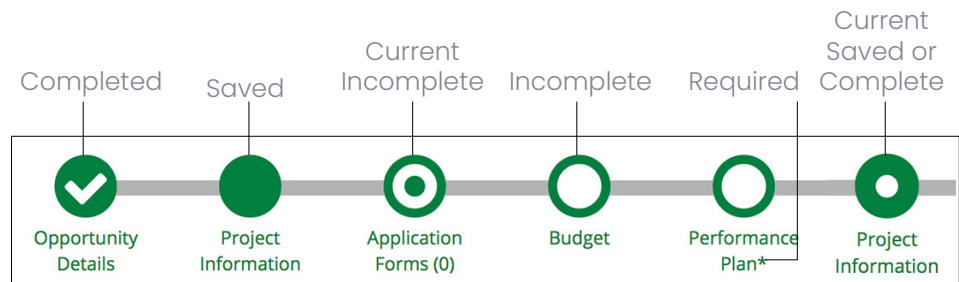 Completed
Saved
Current
Incomplete
Incomplete
Required
Current
Saved or
Complete
Opportunity
Details
Project
Information
Application
Forms (0)
Budget
Performance
Plan*
Project
Information